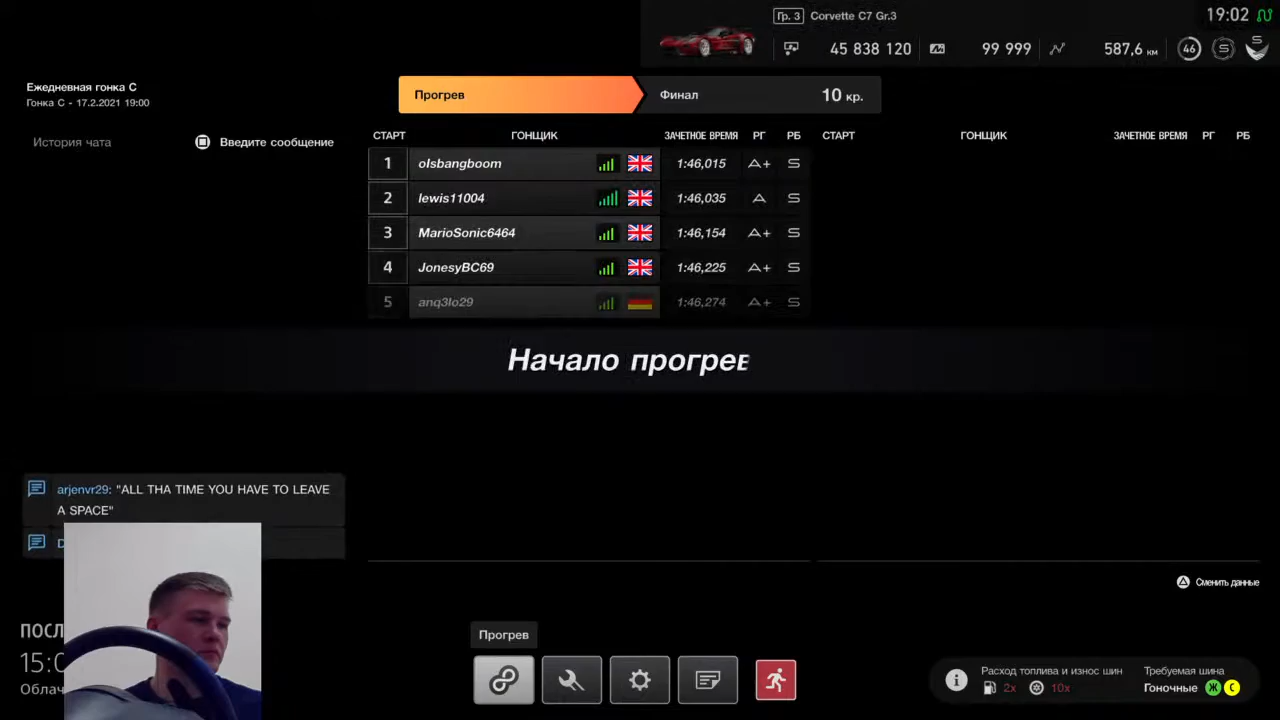 Гр. 3 Corvette C7 Gr.3
19:02
45 838 120 99 999 587,6 км 46 S S
Ежедневная гонка C
Гонка C - 17.2.2021 19:00
Прогрев
Финал 10 кр.
История чата
Введите сообщение
СТАРТ ГОНЩИК ЗАЧЕТНОЕ ВРЕМЯ РГ РБ
СТАРТ ГОНЩИК ЗАЧЕТНОЕ ВРЕМЯ РГ РБ
1 olsbangboom 1:46,015 A+ S
2 lewis11004 1:46,035 A S
3 MarioSonic6464 1:46,154 A+ S
4 JonesyBC69 1:46,225 A+ S
5 anq3lo29 1:46,274 A+ S
Начало прогрев
arjenvr29: "ALL THA TIME YOU HAVE TO LEAVE
A SPACE"
D
Сменить данные
ПОСЛ
15:0
Облач
Прогрев
Расход топлива и износ шин
2x 10x
Требуемая шина
Гоночные Ж С